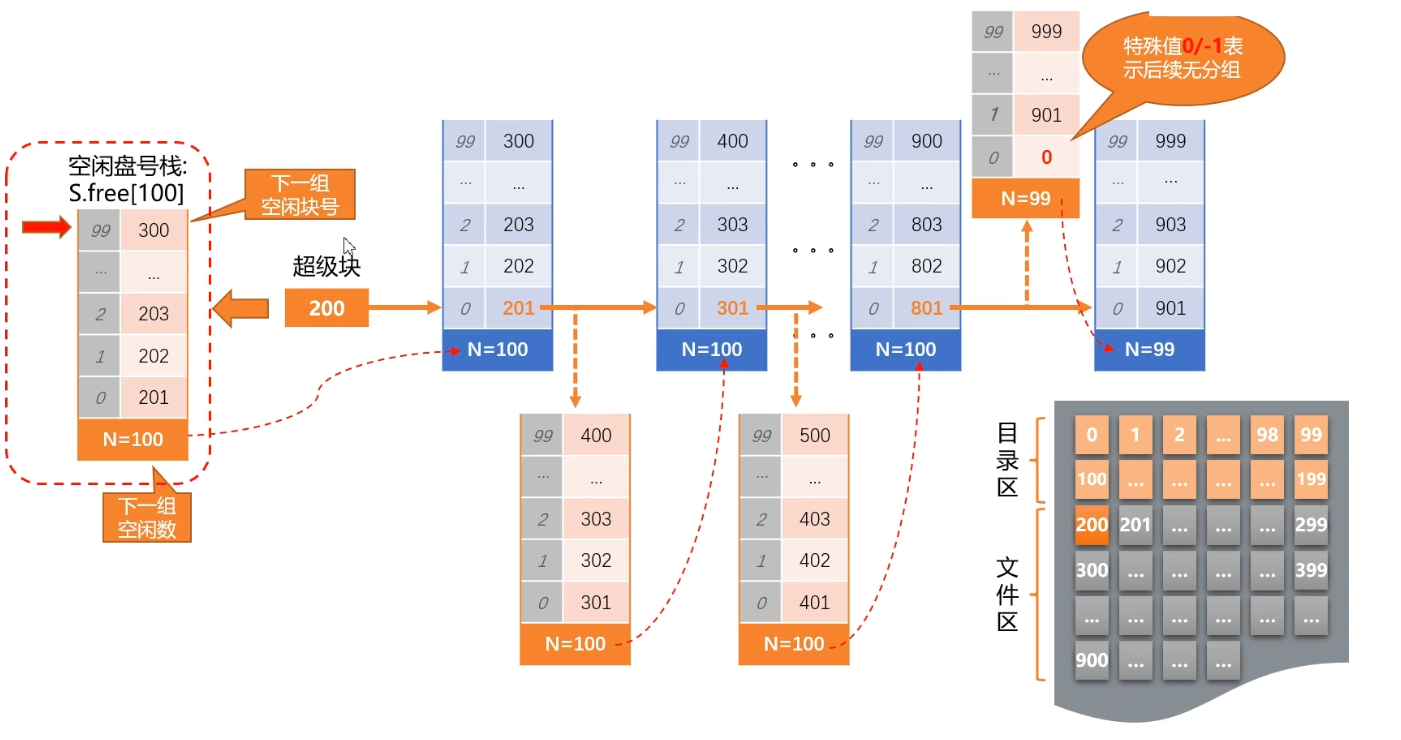 空闲盘号栈:
S.free[100]
99 300
... ...
2 203
1 202
0 201
N=100
下一组
空闲块号
下一组
空闲数
超级块
200
99 300
... ...
2 203
1 202
0 201
N=100
99 400
... ...
2 303
1 302
0 301
N=100
99 400
... ...
2 303
1 302
0 301
N=100
99 500
... ...
2 403
1 402
0 401
N=100
99 900
... ...
2 803
1 802
0 801
N=100
99 999
... ...
1 901
0 0
N=99
特殊值0/-1表
示后续无分组
99 999
... ...
2 903
1 902
0 901
N=99
目录区
0 1 2 ... 98 99
100 ... ... ... ... 199
文件区
200 201 ... ... ... 299
300 ... ... ... ... 399
... ... ... ... ... ...
900 ... ... ...